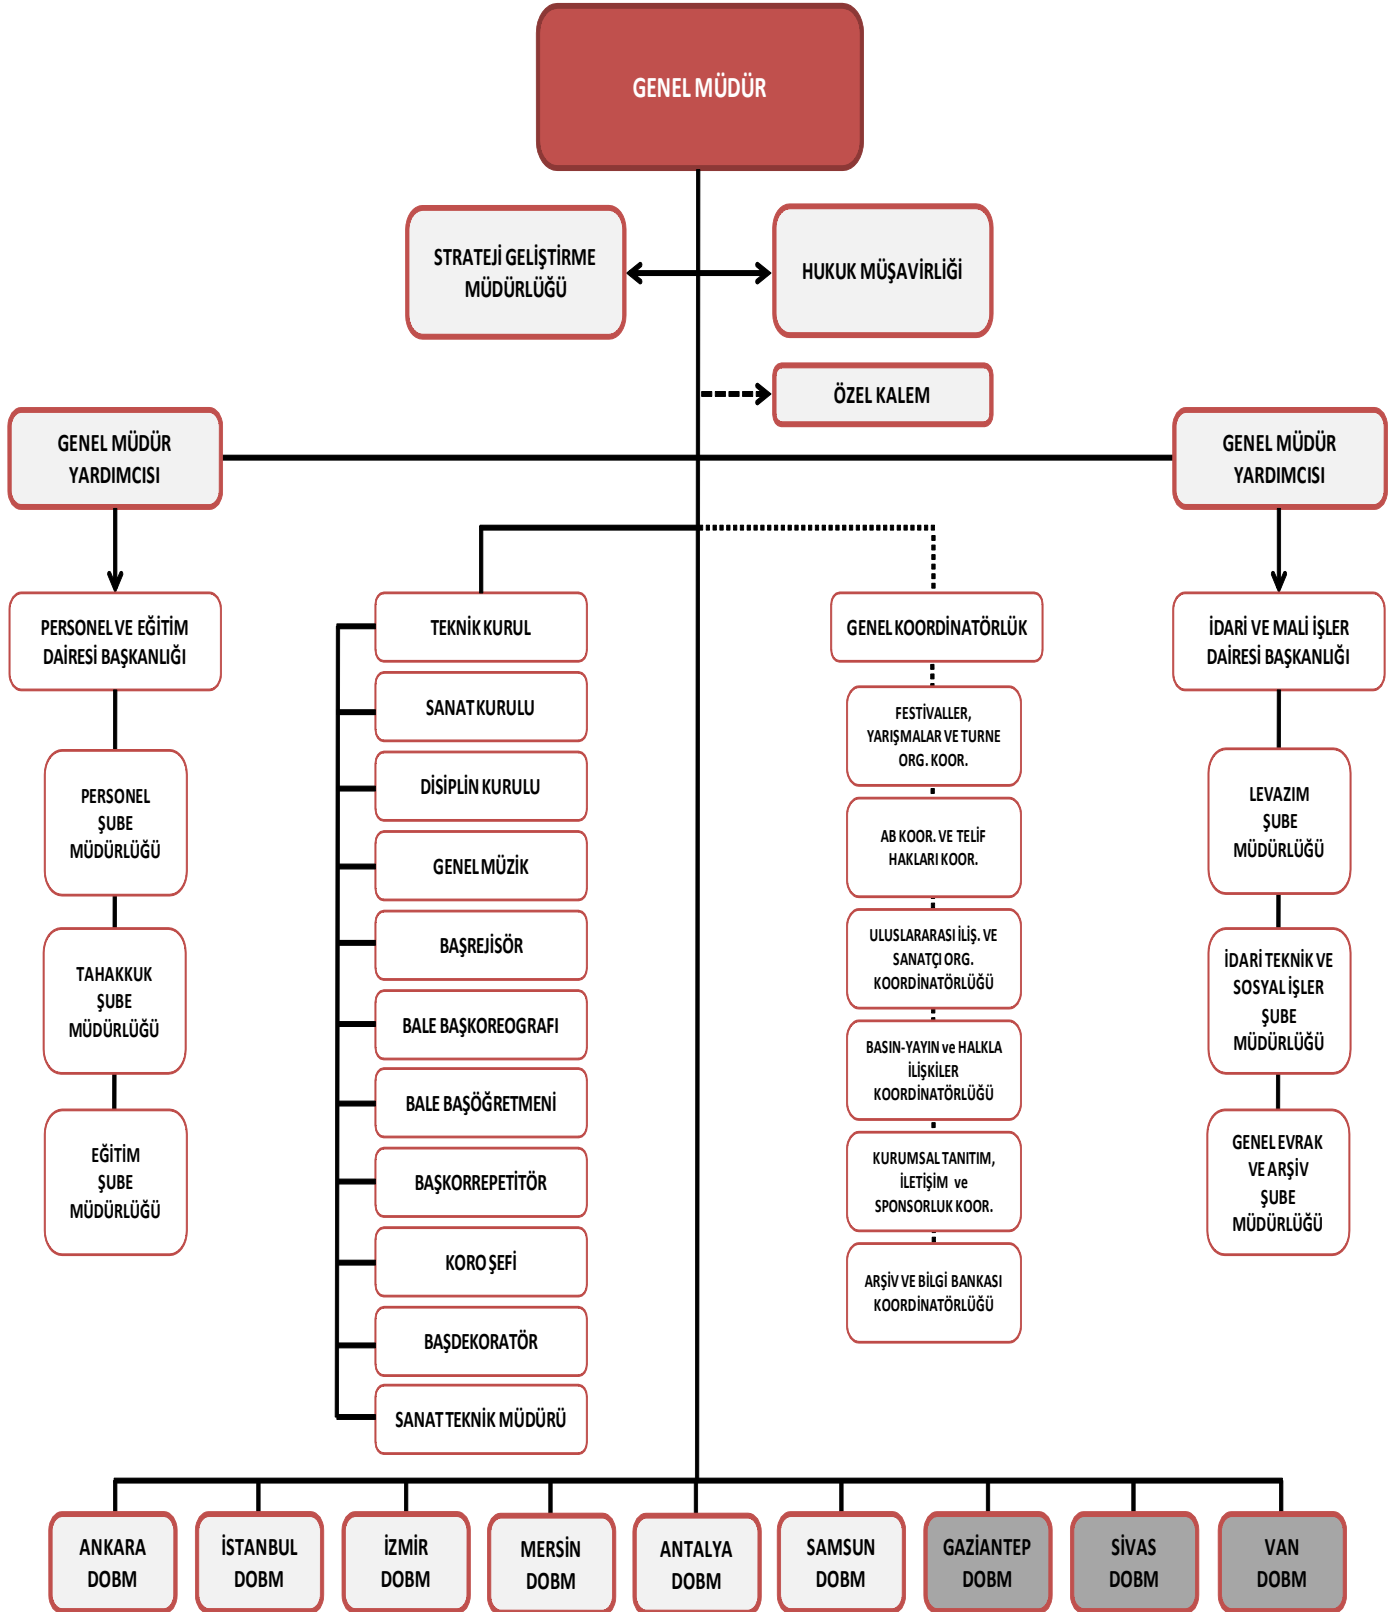 GENEL MÜDÜR
STRATEJİ GELİŞTİRME
MÜDÜRLÜĞÜ
HUKUK MÜŞAVİRLİĞİ
ÖZEL KALEM
GENEL MÜDÜR
YARDIMCISI
GENEL MÜDÜR
YARDIMCISI
PERSONEL VE EĞİTİM
DAİRESİ BAŞKANLIĞI
PERSONEL
ŞUBE
MÜDÜRLÜĞÜ
TAHAKKUK
ŞUBE
MÜDÜRLÜĞÜ
EĞİTİM
ŞUBE
MÜDÜRLÜĞÜ
TEKNİK KURUL
SANAT KURULU
DİSİPLİN KURULU
GENEL MÜZİK
BAŞREJİSÖR
BALE BAŞKOREOGRAFI
BALE BAŞÖĞRETMENİ
BAŞKORREPETİTÖR
KORO ŞEFİ
BAŞDEKORATÖR
SANAT TEKNİK MÜDÜRÜ
GENEL KOORDİNATÖRLÜK
FESTİVALLER,
YARIŞMALAR VE TURNE
ORG. KOOR.
AB KOOR. VE TELİF
HAKLARI KOOR.
ULUSLARARASI İLİŞ. VE
SANATÇI ORG.
KOORDİNATÖRLÜĞÜ
BASIN-YAYIN ve HALKLA
İLİŞKİLER
KOORDİNATÖRLÜĞÜ
KURUMSAL TANITIM,
İLETİŞİM ve
SPONSORLUK KOOR.
ARŞİV VE BİLGİ BANKASI
KOORDİNATÖRLÜĞÜ
İDARİ VE MALİ İŞLER
DAİRESİ BAŞKANLIĞI
LEVAZIM
ŞUBE
MÜDÜRLÜĞÜ
İDARİ TEKNİK VE
SOSYAL İŞLER
ŞUBE
MÜDÜRLÜĞÜ
GENEL EVRAK
VE ARŞİV
ŞUBE
MÜDÜRLÜĞÜ
ANKARA
DOBM
İSTANBUL
DOBM
İZMİR
DOBM
MERSİN
DOBM
ANTALYA
DOBM
SAMSUN
DOBM
GAZİANTEP
DOBM
SİVAS
DOBM
VAN
DOBM